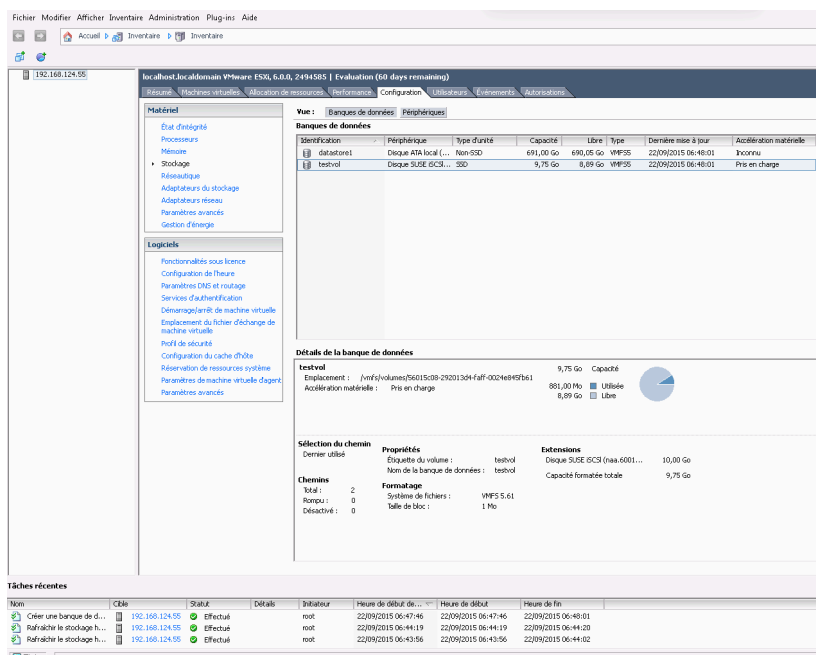 Fichier Modifier Afficher Inventaire Administration Plug-ins Aide
Accueil Inventaire Inventaire
192.168.124.55
localhost.localdomain VMware ESXi, 6.0.0, 2494585 | Evaluation (60 days remaining)
Résumé Machines virtuelles Allocation de ressources Performance Configuration Utilisateurs Événements Autorisations
Matériel
État d'intégrité
Processeurs
Mémoire
Stockage
Réseautique
Adaptateurs du stockage
Adaptateurs réseau
Paramètres avancés
Gestion d'énergie
Logiciels
Fonctionnalités sous licence
Configuration de l'heure
Paramètres DNS et routage
Services d'authentification
Démarrage/arrêt de machine virtuelle
Emplacement du fichier d'échange de
machine virtuelle
Profil de sécurité
Configuration du cache d'hôte
Réservation de ressources système
Paramètres de machine virtuelle d'agent
Paramètres avancés
Vue : Banques de données Périphériques
Banques de données
Identification Périphérique Type d'unité Capacité Libre Type Dernière mise à jour Accélération matérielle
datastore1 Disque ATA local (... Non-SSD 691,00 Go 690,05 Go VMFS5 22/09/2015 06:48:01 Inconnu
testvol Disque SUSE iSCSI... SSD 9,75 Go 8,89 Go VMFS5 22/09/2015 06:48:01 Pris en charge
Détails de la banque de données
testvol 9,75 Go Capacité
Emplacement : /vmfs/volumes/56015c08-292013d4-faff-0024e845fb61
Accélération matérielle : Pris en charge
881,00 Mo Utilisée
8,89 Go Libre
Sélection du chemin
Dernier utilisé
Chemins
Total : 2
Rompu : 0
Désactivé : 0
Propriétés
Étiquette du volume : testvol
Nom de la banque de données : testvol
Formatage
Système de fichiers : VMFS 5.61
Taille de bloc : 1 Mo
Extensions
Disque SUSE iSCSI (naa.6001... 10,00 Go
Capacité formatée totale 9,75 Go
Tâches récentes
Nom Cible Statut Détails Initiateur Heure de début de... Heure de début Heure de fin
Créer une banque de d... 192.168.124.55 Effectué root 22/09/2015 06:47:46 22/09/2015 06:47:46 22/09/2015 06:48:01
Rafraîchir le stockage h... 192.168.124.55 Effectué root 22/09/2015 06:44:19 22/09/2015 06:44:19 22/09/2015 06:44:20
Rafraîchir le stockage h... 192.168.124.55 Effectué root 22/09/2015 06:43:56 22/09/2015 06:43:56 22/09/2015 06:44:02